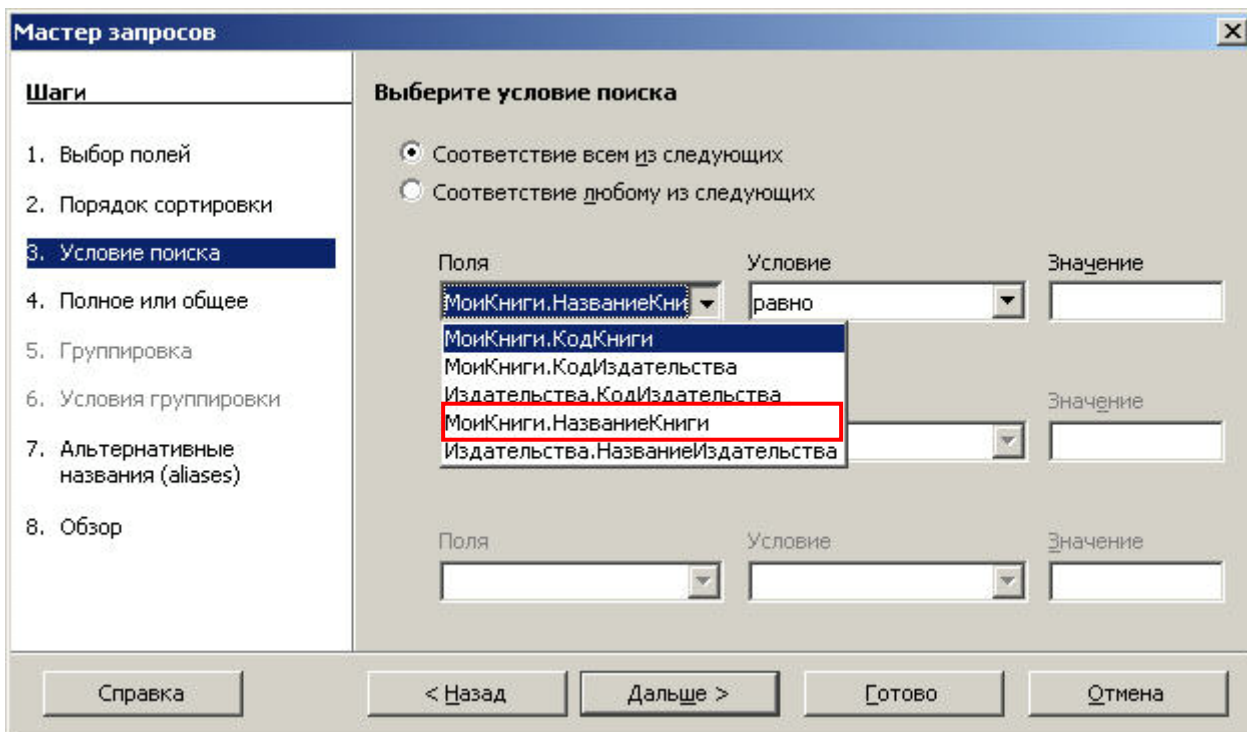 Мастер запросов
Шаги
1. Выбор полей
2. Порядок сортировки
3. Условие поиска
4. Полное или общее
5. Группировка
6. Условия группировки
7. Альтернативные
названия (aliases)
8. Обзор
Выберите условие поиска
Соответствие всем из следующих
Соответствие любому из следующих
Поля Условие Значение
МоиКниги.НазваниеКни равно
МоиКниги.КодКниги
МоиКниги.КодИздательства
Издательства.КодИздательства
Значение
МоиКниги.НазваниеКниги
Издательства.НазваниеИздательства
Поля Условие Значение
Справка < Назад Дальше > Готово Отмена